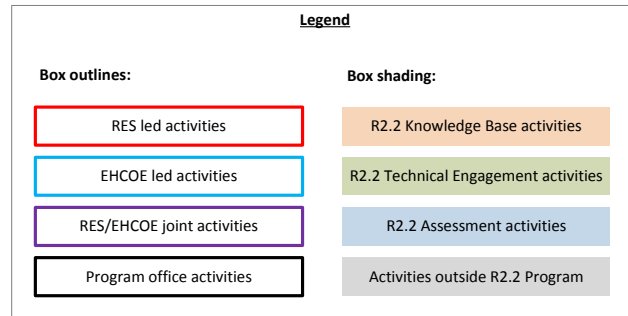 Legend
Box outlines:
Box shading:
RES led activities
R2.2 Knowledge Base activities
EHCOE led activities
R2.2 Technical Engagement activities
RES/EHCOE joint activities
R2.2 Assessment activities
Program office activities
Activities outside R2.2 Program